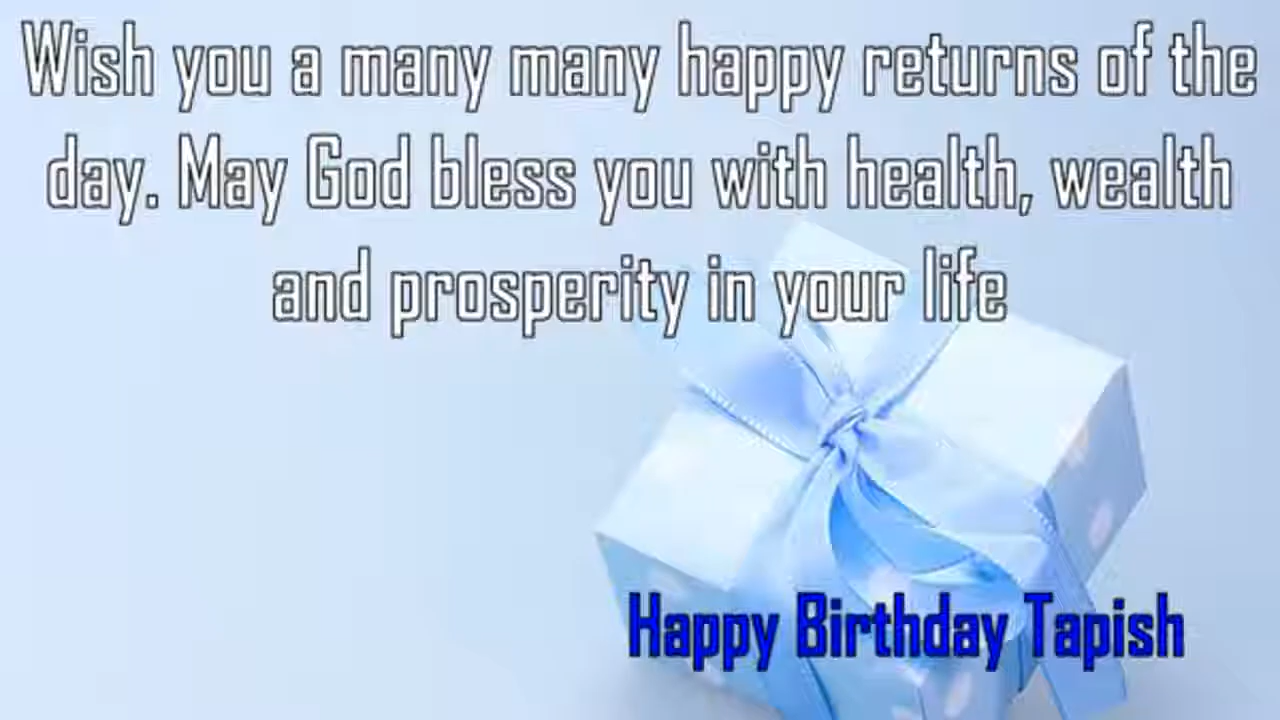 Wish you a many many happy returns of the
day. May God bless you with health, wealth
and prosperity in your life
Happy Birthday Tapish